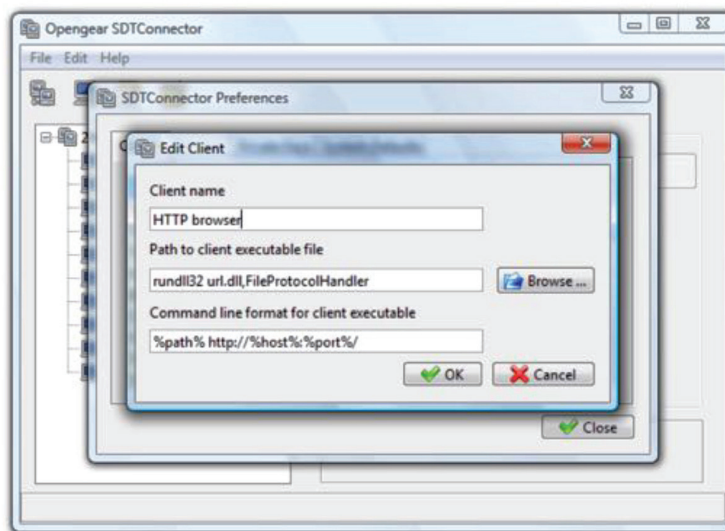 Opengear SDTConnector
File Edit Help
SDTConnector Preferences
Edit Client
Client name
HTTP browser
Path to client executable file
rundll32 url.dll,FileProtocolHandler
Browse ...
Command line format for client executable
%path% http://%host%:%port%/
OK
Cancel
Close